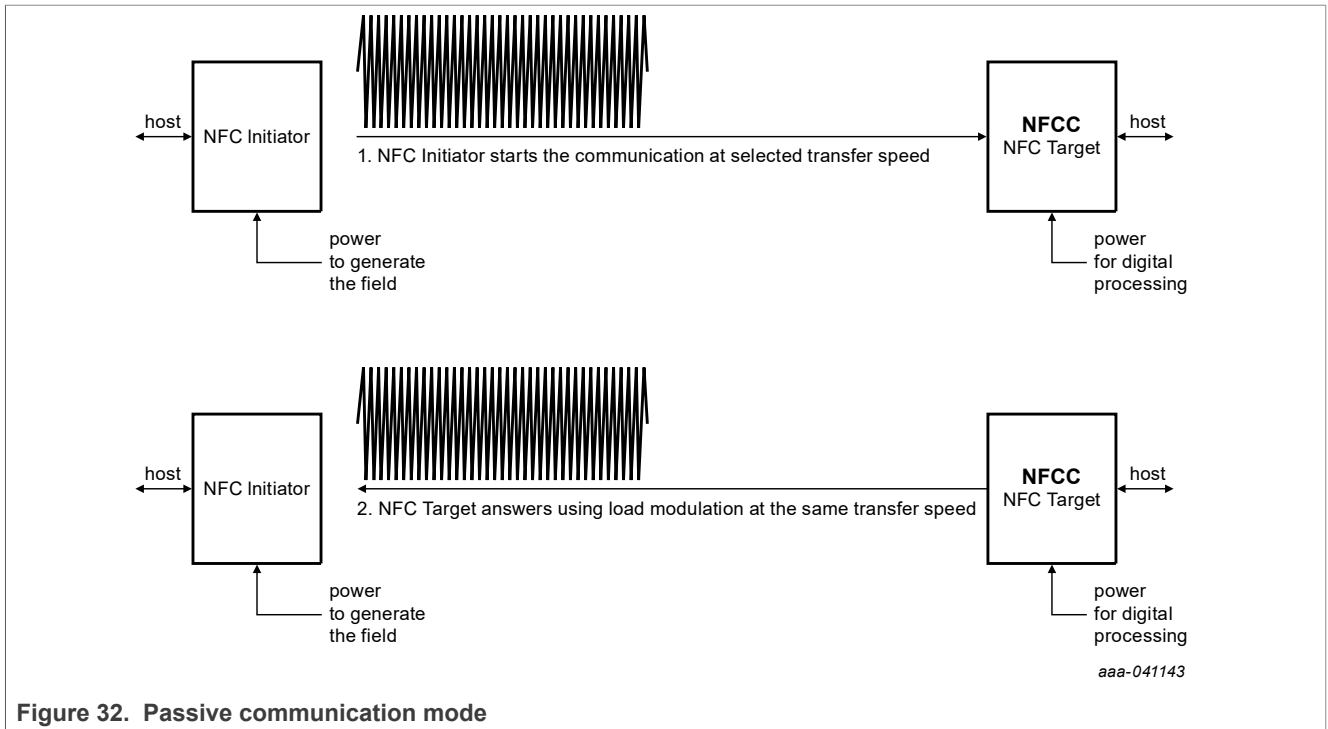 host
NFC Initiator
1. NFC Initiator starts the communication at selected transfer speed
NFCC
NFC Target
host
power
to generate
the field
power
for digital
processing
host
NFC Initiator
2. NFC Target answers using load modulation at the same transfer speed
NFCC
NFC Target
host
power
to generate
the field
power
for digital
processing
aaa-041143
Figure 32. Passive communication mode